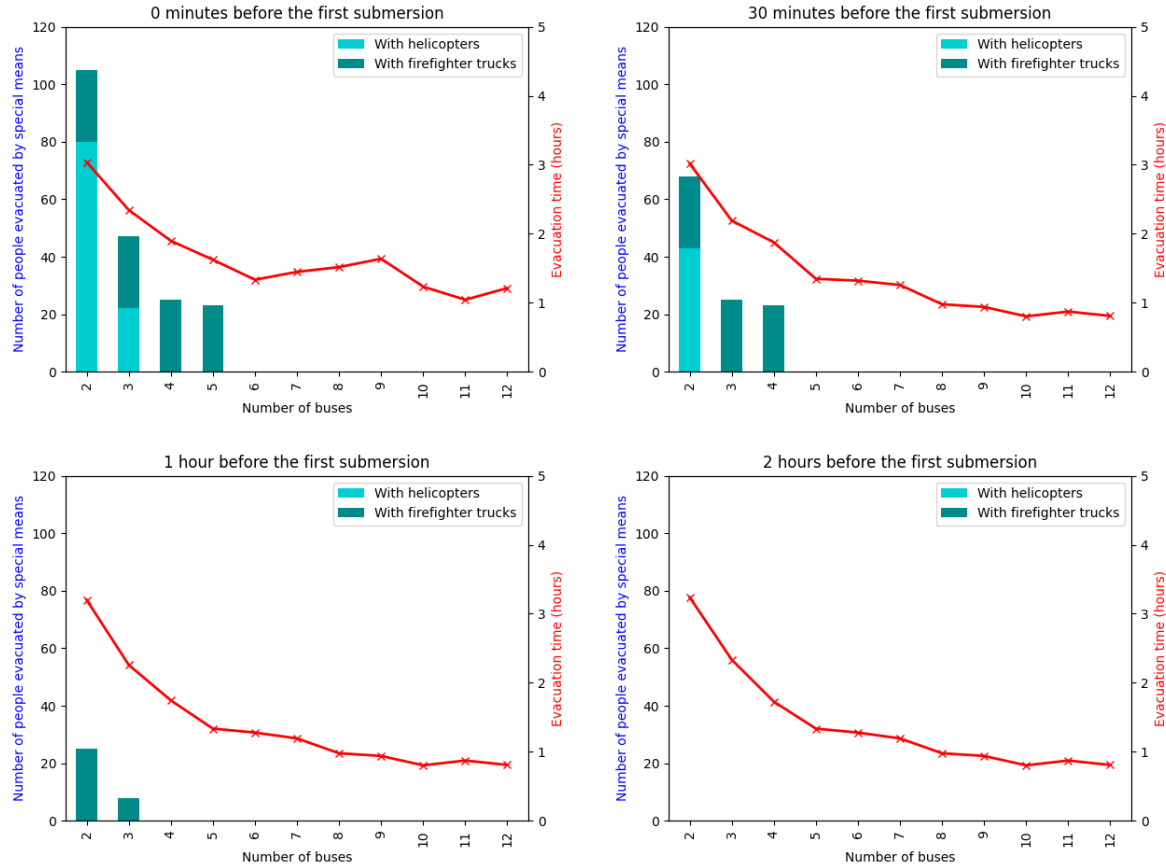 0 minutes before the first submersion
120
100
80
60
40
20
0
Number of people evacuated by special means
With helicopters
With firefighter trucks
5
4
3
2
1
0
Evacuation time (hours)
2 3 4 5 6 7 8 9 10 11 12
Number of buses
30 minutes before the first submersion
120
100
80
60
40
20
0
Number of people evacuated by special means
With helicopters
With firefighter trucks
5
4
3
2
1
0
Evacuation time (hours)
2 3 4 5 6 7 8 9 10 11 12
Number of buses
1 hour before the first submersion
120
100
80
60
40
20
0
Number of people evacuated by special means
With helicopters
With firefighter trucks
5
4
3
2
1
0
Evacuation time (hours)
2 3 4 5 6 7 8 9 10 11 12
Number of buses
2 hours before the first submersion
120
100
80
60
40
20
0
Number of people evacuated by special means
With helicopters
With firefighter trucks
5
4
3
2
1
0
Evacuation time (hours)
2 3 4 5 6 7 8 9 10 11 12
Number of buses